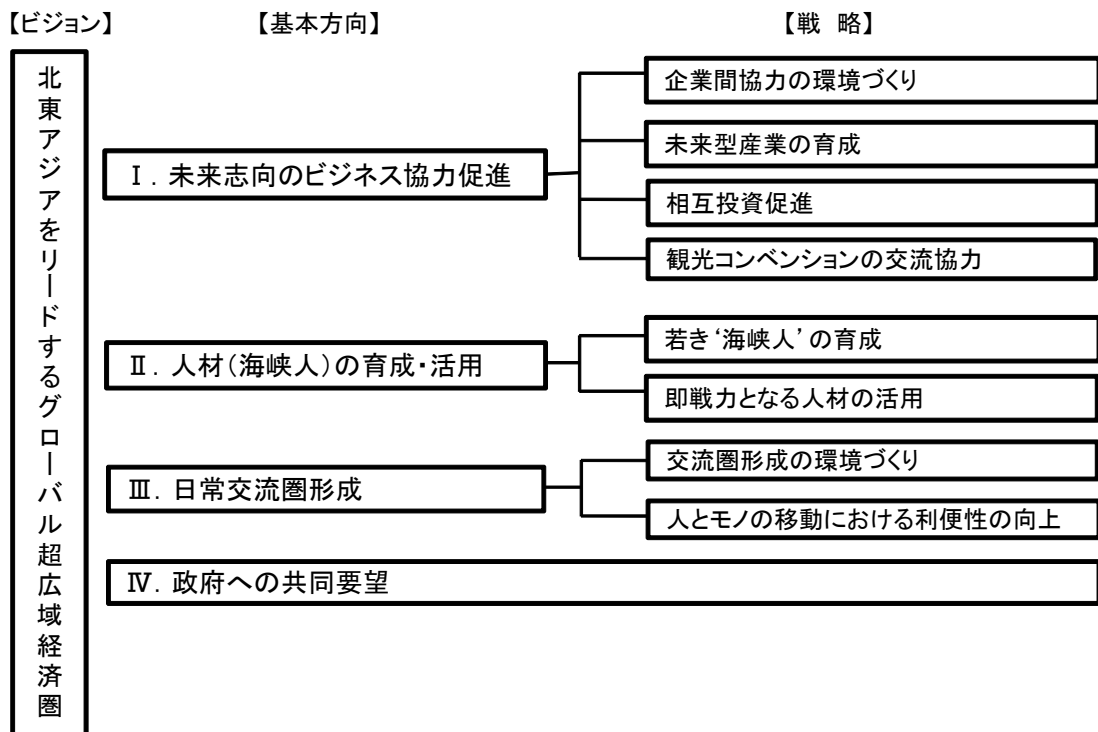 【ビジョン】 【基本方向】 【戦 略】
北東アジアをリードするグローバル超広域経済圏
Ⅰ．未来志向のビジネス協力促進
企業間協力の環境づくり
未来型産業の育成
相互投資促進
観光コンベンションの交流協力
Ⅱ．人材（海峡人）の育成・活用
若き‘海峡人’の育成
即戦力となる人材の活用
Ⅲ．日常交流圏形成
交流圏形成の環境づくり
人とモノの移動における利便性の向上
Ⅳ．政府への共同要望